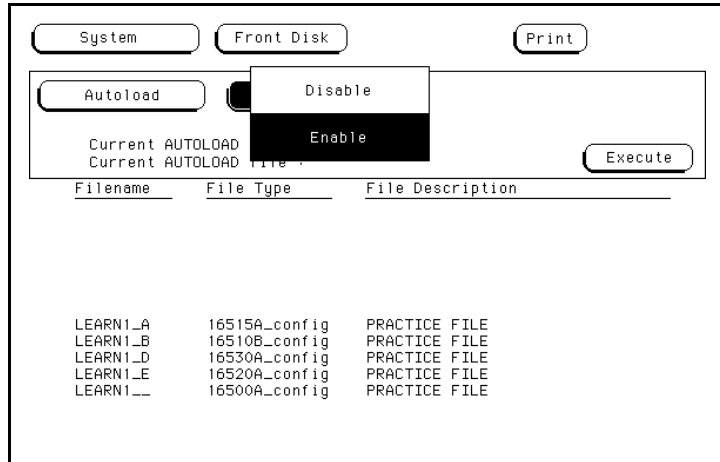 System Front Disk Print
Disable
Autoload
Enable
Current AUTOLOAD
Current AUTOLOAD
Execute
Filename File Type File Description
LEARN1_A 16515A_config PRACTICE FILE
LEARN1_B 16510B_config PRACTICE FILE
LEARN1_D 16530A_config PRACTICE FILE
LEARN1_E 16520A_config PRACTICE FILE
LEARN1__ 16500A_config PRACTICE FILE